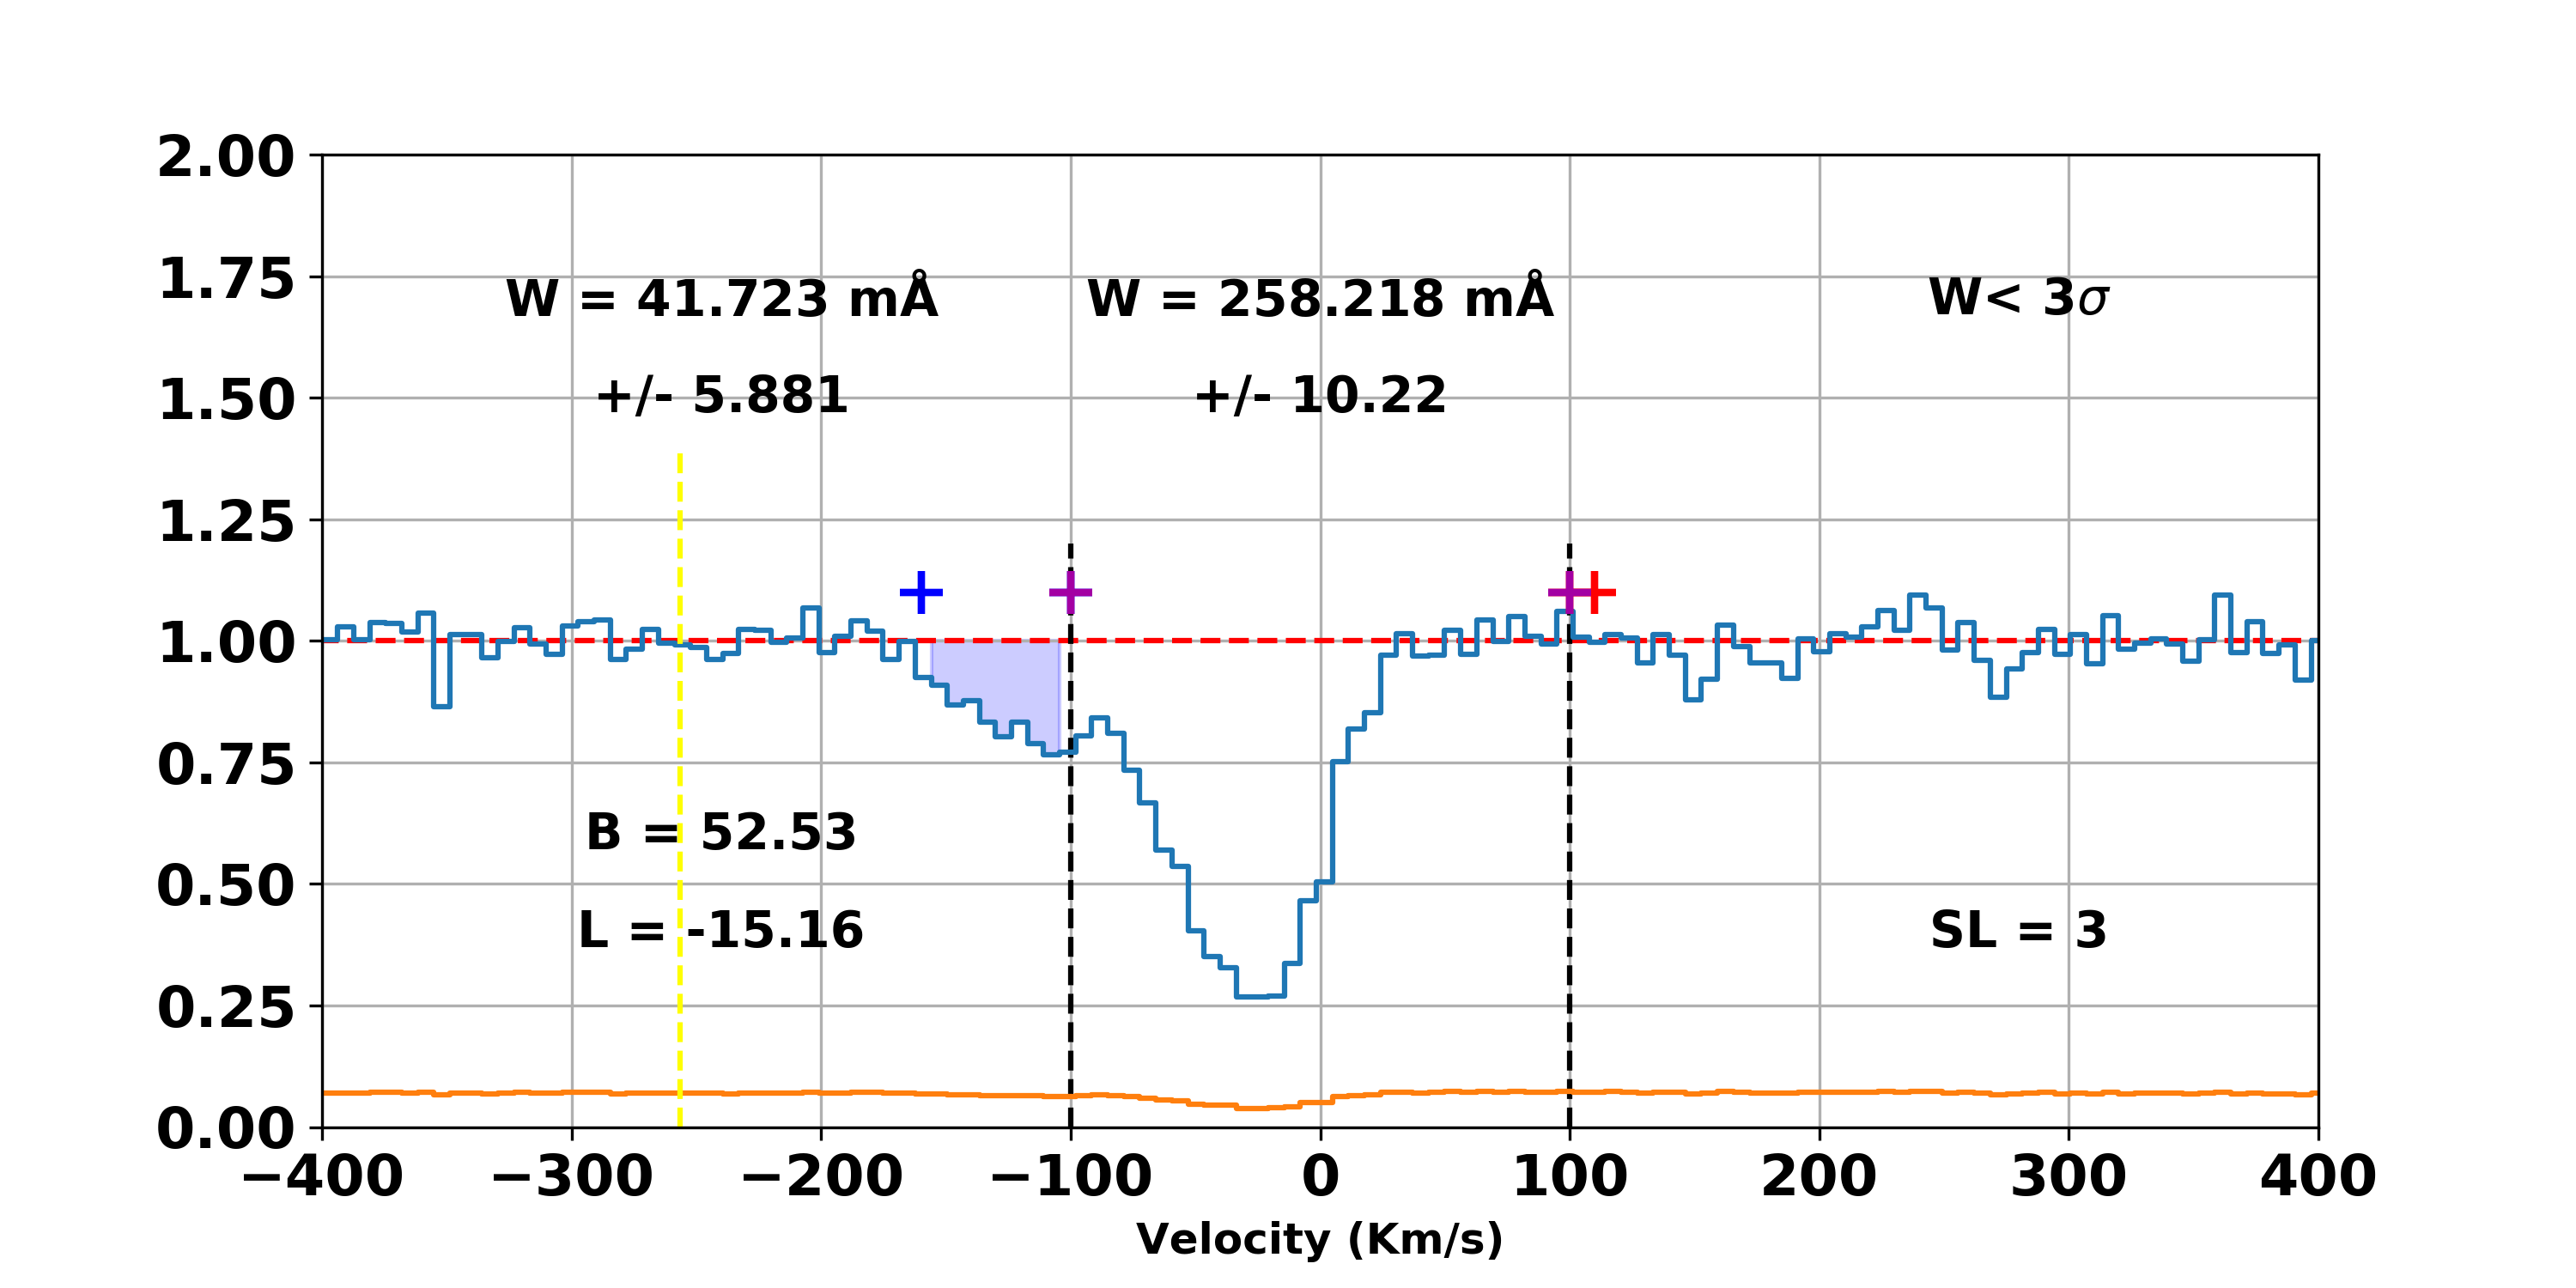 2.00
1.75
W = 41.723 mÅ W = 258.218 mÅ W< 3σ
1.50
+/- 5.881 +/- 10.22
1.25
1.00
0.75
B = 52.53
0.50
L = -15.16 SL = 3
0.25
0.00
−400 −300 −200 −100 0 100 200 300 400
Velocity (Km/s)